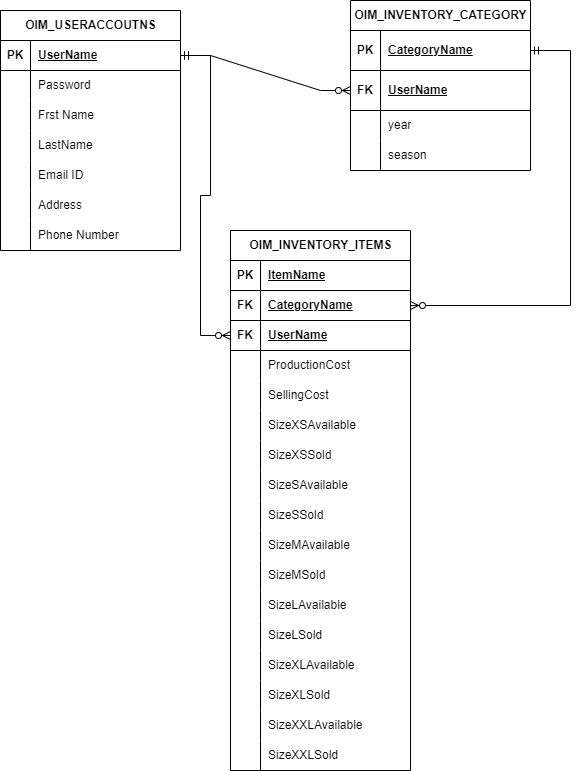 OIM_USERACCOUTNS
PK UserName
Password
Frst Name
LastName
Email ID
Address
Phone Number
OIM_INVENTORY_CATEGORY
PK CategoryName
FK UserName
year
season
OIM_INVENTORY_ITEMS
PK ItemName
FK CategoryName
FK UserName
ProductionCost
SellingCost
SizeXSAvailable
SizeXSSold
SizeSAvailable
SizeSSold
SizeMAvailable
SizeMSold
SizeLAvailable
SizeLSold
SizeXLAvailable
SizeXLSold
SizeXXLAvailable
SizeXXLSold